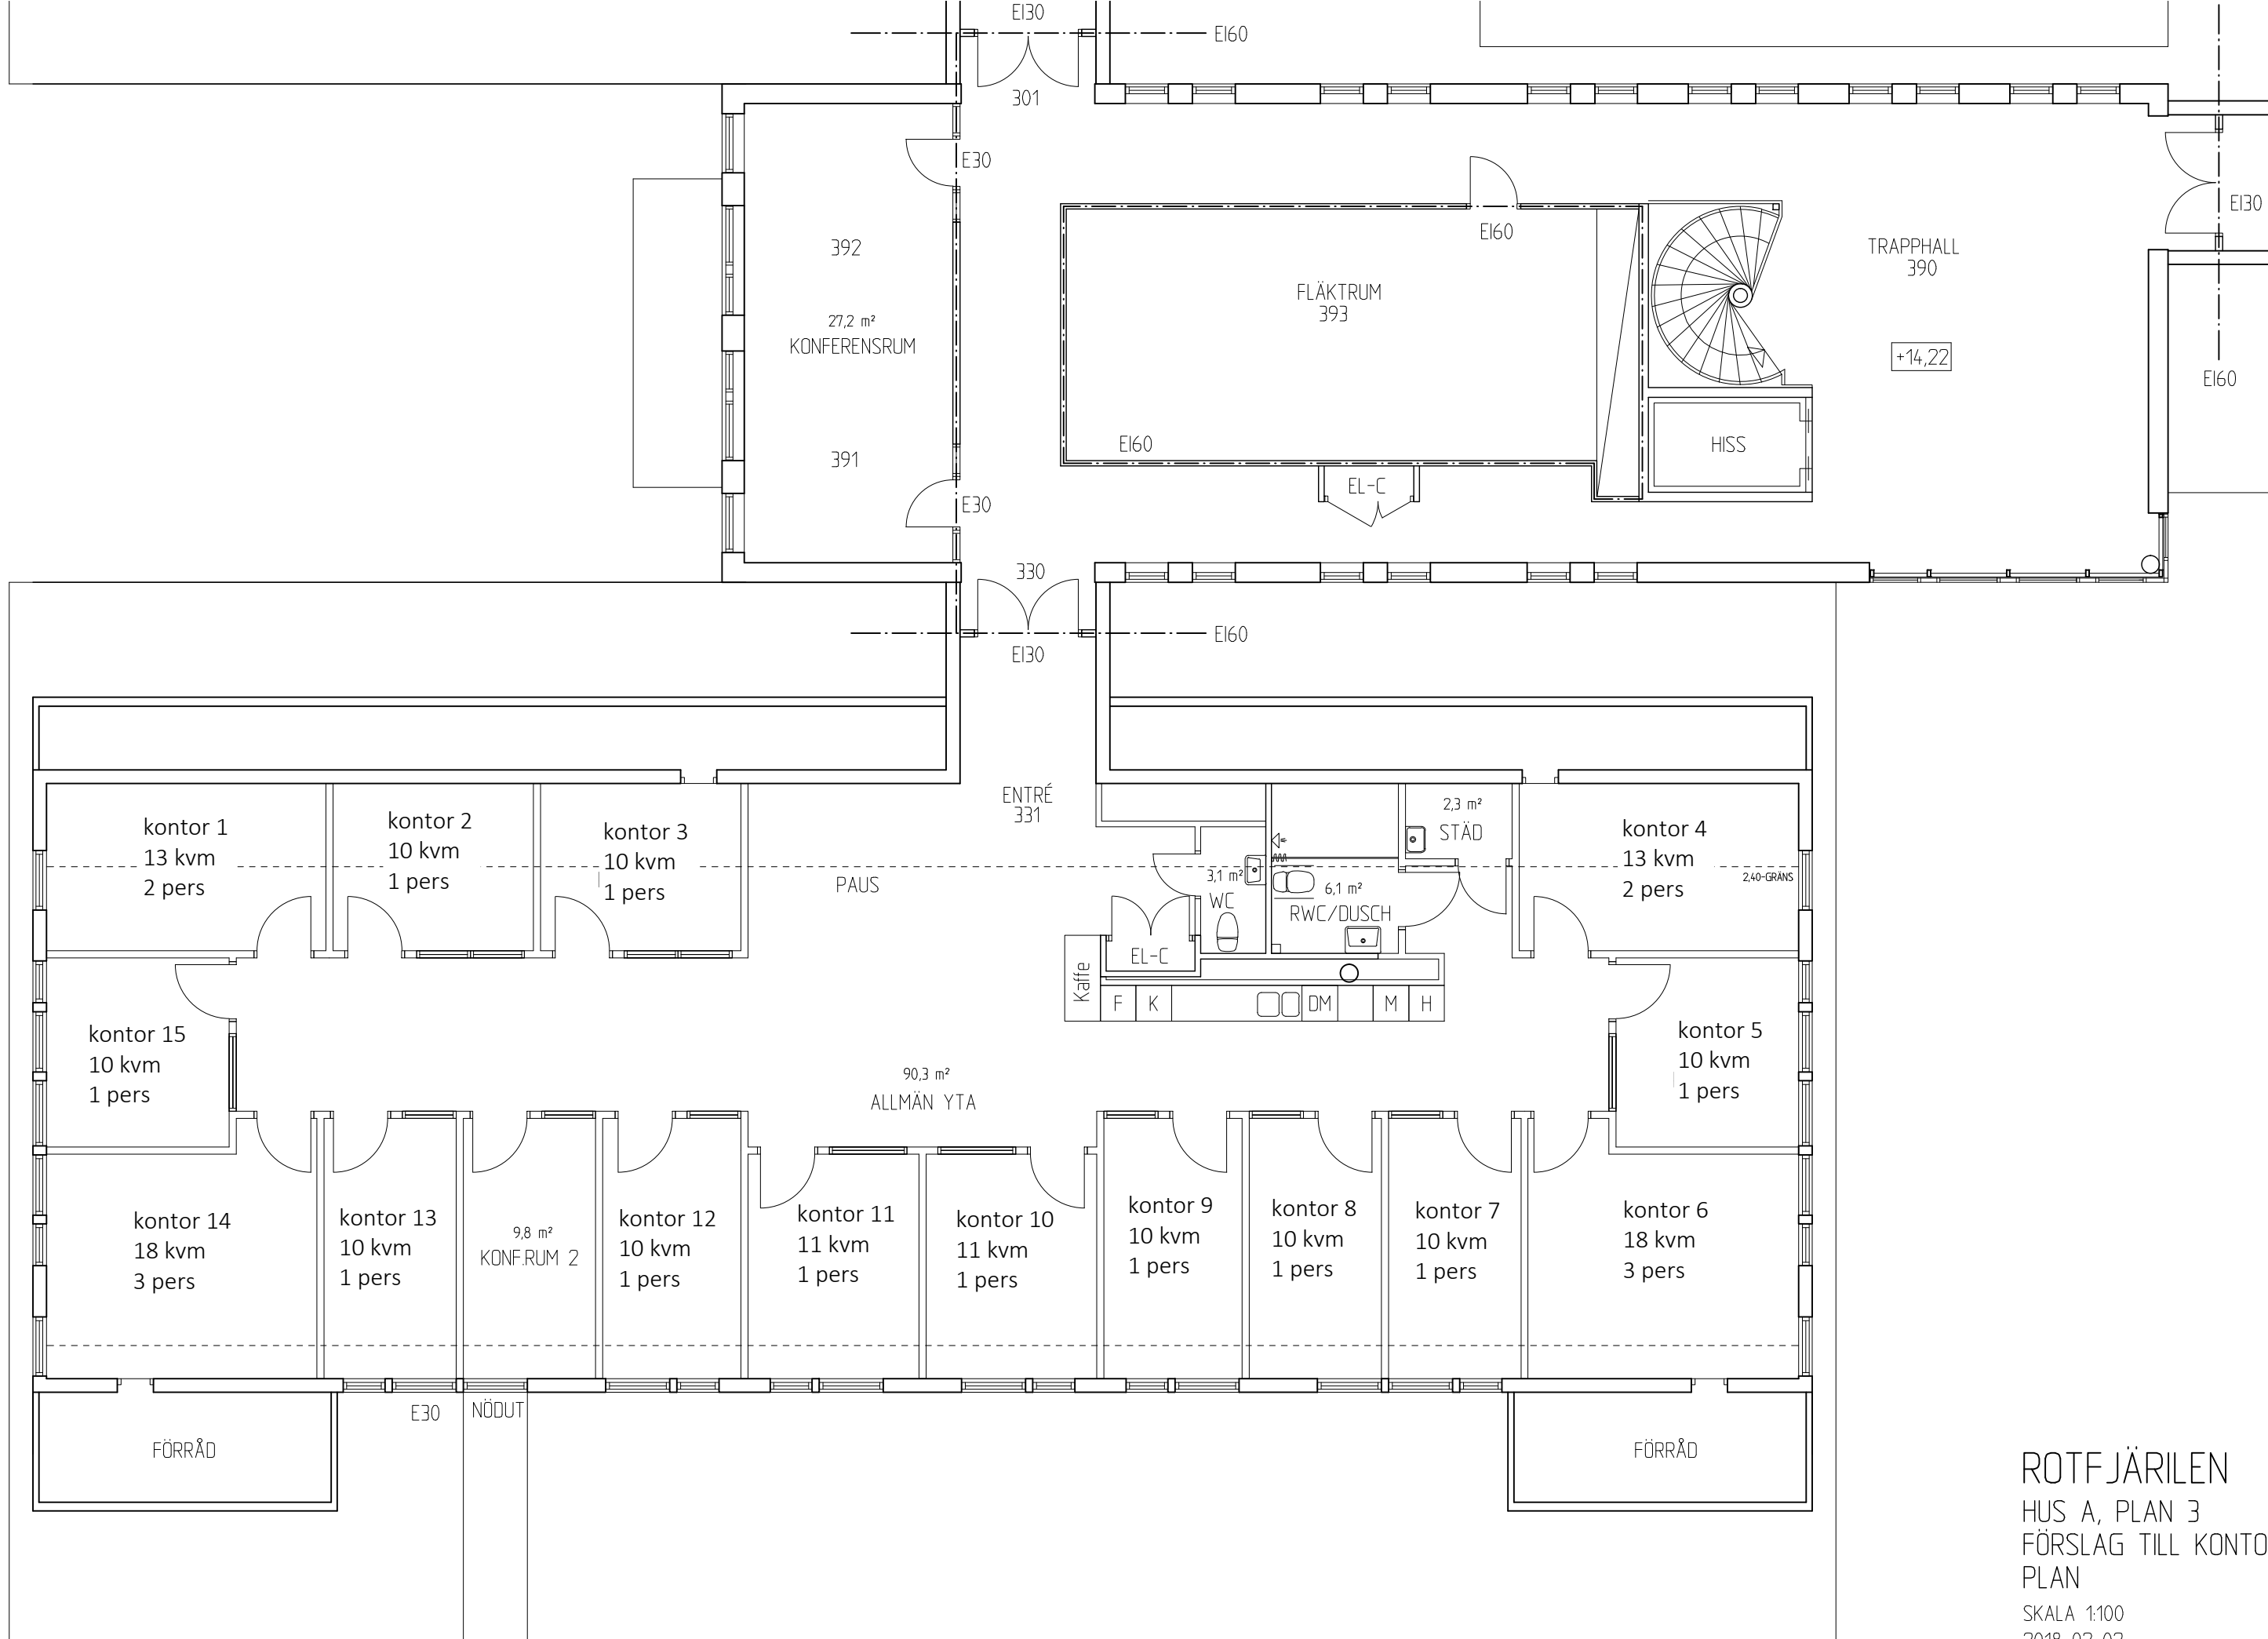 EI30
EI60
301
E30
EI60
392
FLÄKTRUM
393
TRAPPHALL
390
EI30
27,2 m²
KONFERENSRUM
+14,22
EI60
391
EI60
HISS
EL-C
E30
330
EI30
EI60
ENTRÉ
331
2,3 m²
STÄD
kontor 1
13 kvm
2 pers
kontor 2
10 kvm
1 pers
kontor 3
10 kvm
1 pers
PAUS
3,1 m²
WC
6,1 m²
RWC/DUSCH
kontor 4
13 kvm
2 pers
2,40-GRÄNS
EL-C
Kaffe
F K DM M H
kontor 15
10 kvm
1 pers
90,3 m²
ALLMÄN YTA
kontor 5
10 kvm
1 pers
kontor 14
18 kvm
3 pers
kontor 13
10 kvm
1 pers
9,8 m²
KONF.RUM 2
kontor 12
10 kvm
1 pers
kontor 11
11 kvm
1 pers
kontor 10
11 kvm
1 pers
kontor 9
10 kvm
1 pers
kontor 8
10 kvm
1 pers
kontor 7
10 kvm
1 pers
kontor 6
18 kvm
3 pers
E30
NÖDUT
FÖRRÅD
FÖRRÅD
ROTFJÄRILEN
HUS A, PLAN 3
FÖRSLAG TILL KONTO
PLAN
SKALA 1:100